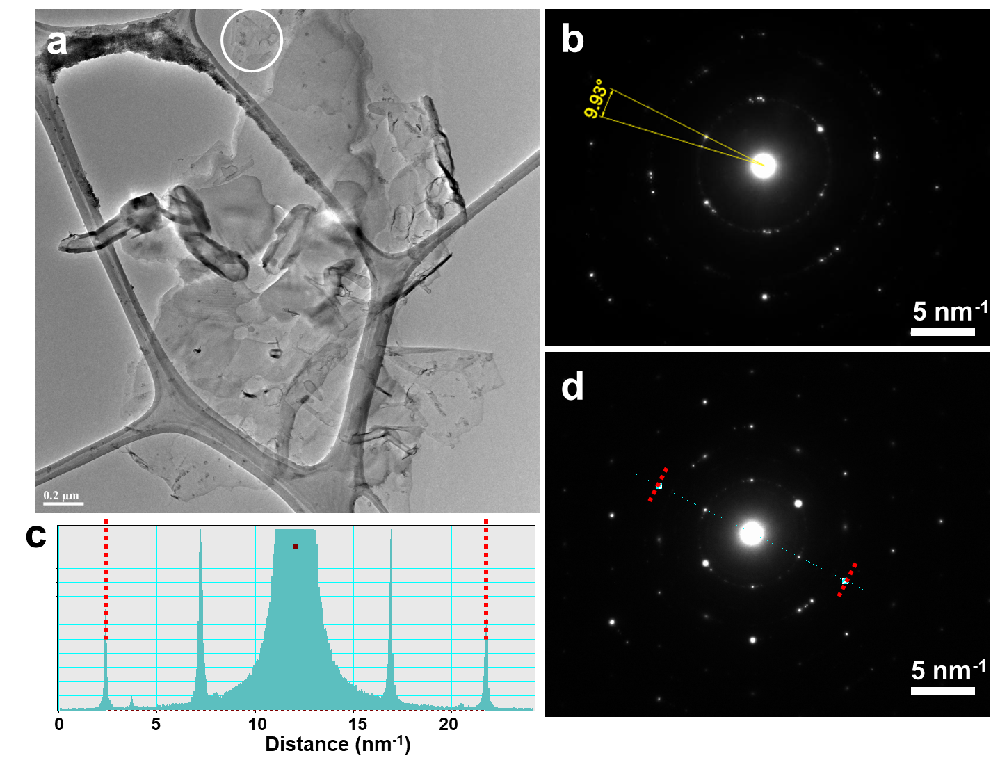 a
0.2 µm
b
9.93°
5 nm-1
c
0 5 10 15 20
Distance (nm-1)
d
5 nm-1